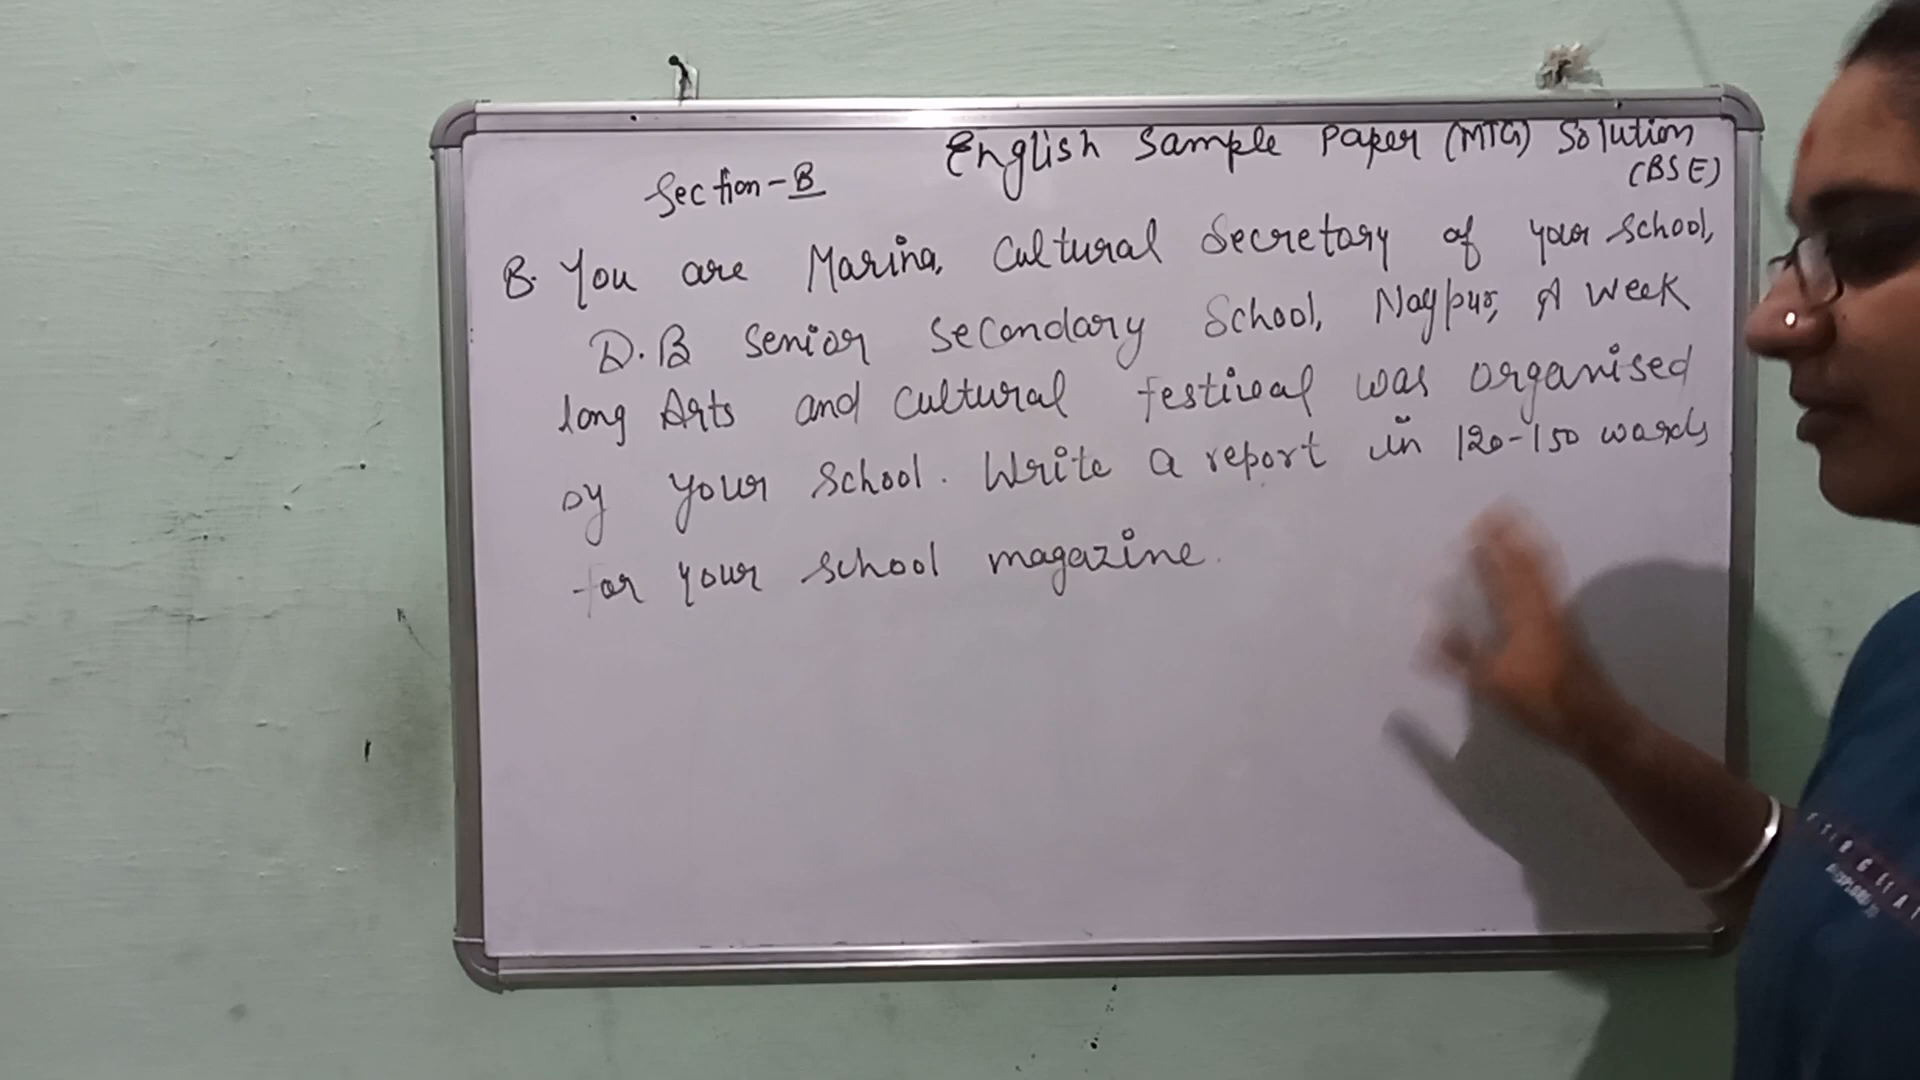 English Sample Paper (MTG) Solution
(BSE)
Section-B
B. You are Marina, Cultural Secretary of your school,
D.B Senior Secondary School, Nagpur, A week
long Arts and Cultural festival was organised
by your school. Write a report in 120-150 words
for your school magazine.